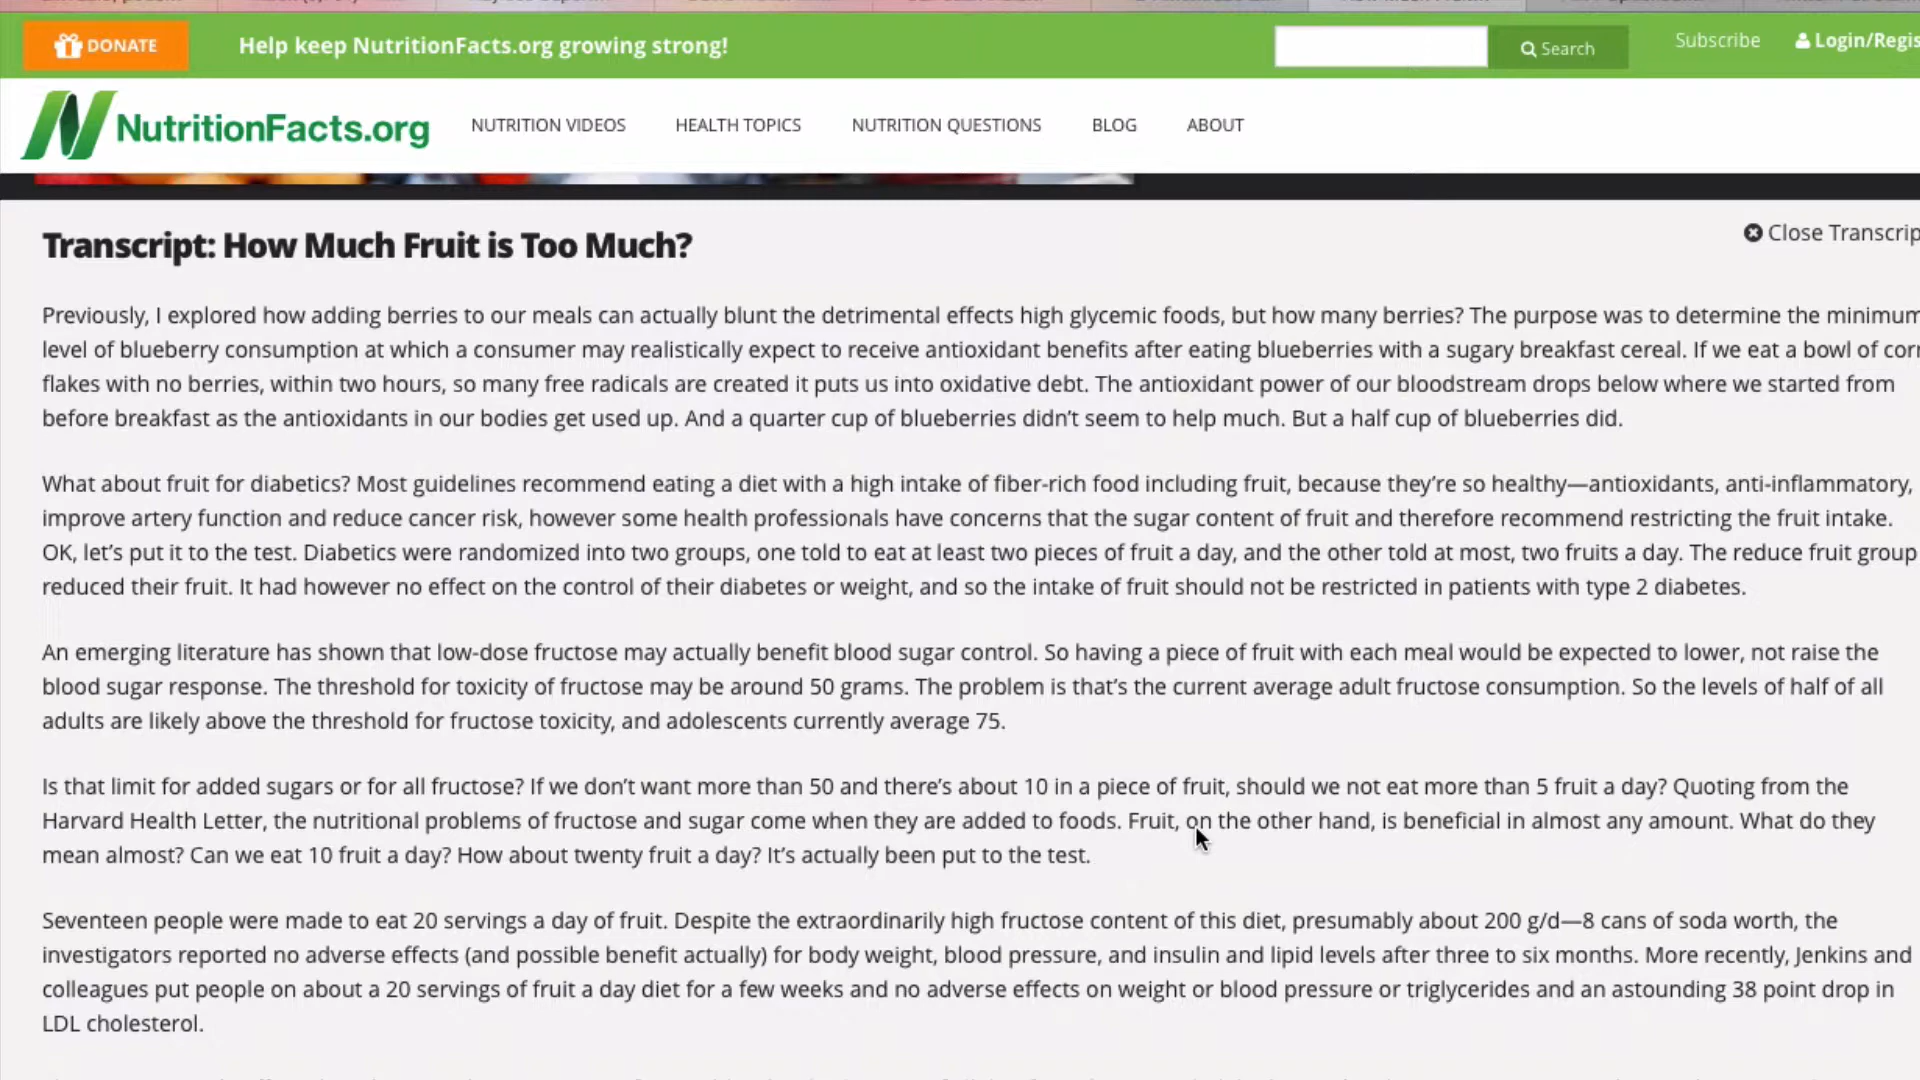 DONATE
Help keep NutritionFacts.org growing strong!
Search
Subscribe
NutritionFacts.org
NUTRITION VIDEOS
HEALTH TOPICS
NUTRITION QUESTIONS
BLOG
ABOUT
Transcript: How Much Fruit is Too Much?
Close
Previously, I explored how adding berries to our meals can actually blunt the detrimental effects high glycemic foods, but how many berries? The purpose was to determine the minimum
level of blueberry consumption at which a consumer may realistically expect to receive antioxidant benefits after eating blueberries with a sugary breakfast cereal. If we eat a bowl of
flakes with no berries, within two hours, so many free radicals are created it puts us into oxidative debt. The antioxidant power of our bloodstream drops below where we started from
before breakfast as the antioxidants in our bodies get used up. And a quarter cup of blueberries didn't seem to help much. But a half cup of blueberries did.
What about fruit for diabetics? Most guidelines recommend eating a diet with a high intake of fiber-rich food including fruit, because they're so healthy—antioxidants, anti-inflammatory,
improve artery function and reduce cancer risk, however some health professionals have concerns that the sugar content of fruit and therefore recommend restricting the fruit intake.
OK, let's put it to the test. Diabetics were randomized into two groups, one told to eat at least two pieces of fruit a day, and the other told at most, two fruits a day. The reduce fruit group
reduced their fruit. It had however no effect on the control of their diabetes or weight, and so the intake of fruit should not be restricted in patients with type 2 diabetes.
An emerging literature has shown that low-dose fructose may actually benefit blood sugar control. So having a piece of fruit with each meal would be expected to lower, not raise the
blood sugar response. The threshold for toxicity of fructose may be around 50 grams. The problem is that's the current average adult fructose consumption. So the levels of half of all
adults are likely above the threshold for fructose toxicity, and adolescents currently average 75.
Is that limit for added sugars or for all fructose? If we don't want more than 50 and there's about 10 in a piece of fruit, should we not eat more than 5 fruit a day? Quoting from the
Harvard Health Letter, the nutritional problems of fructose and sugar come when they are added to foods. Fruit, on the other hand, is beneficial in almost any amount. What do they
mean almost? Can we eat 10 fruit a day? How about twenty fruit a day? It's actually been put to the test.
Seventeen people were made to eat 20 servings a day of fruit. Despite the extraordinarily high fructose content of this diet, presumably about 200 g/d—8 cans of soda worth, the
investigators reported no adverse effects (and possible benefit actually) for body weight, blood pressure, and insulin and lipid levels after three to six months. More recently, Jenkins and
colleagues put people on about a 20 servings of fruit a day diet for a few weeks and no adverse effects on weight or blood pressure or triglycerides and an astounding 38 point drop in
LDL cholesterol.